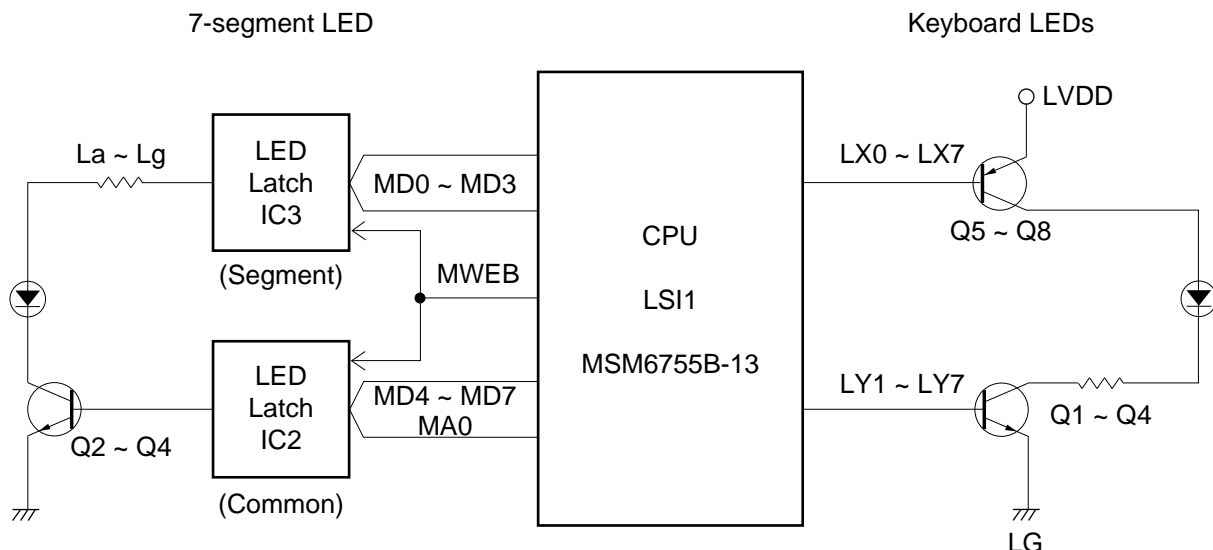 7-segment LED
Keyboard LEDs
LVDD
La ~ Lg
LED
Latch
IC3
(Segment)
MD0 ~ MD3
MWEB
LED
Latch
IC2
(Common)
MD4 ~ MD7
MA0
Q2 ~ Q4
CPU
LSI1
MSM6755B-13
LX0 ~ LX7
Q5 ~ Q8
LY1 ~ LY7
Q1 ~ Q4
LG